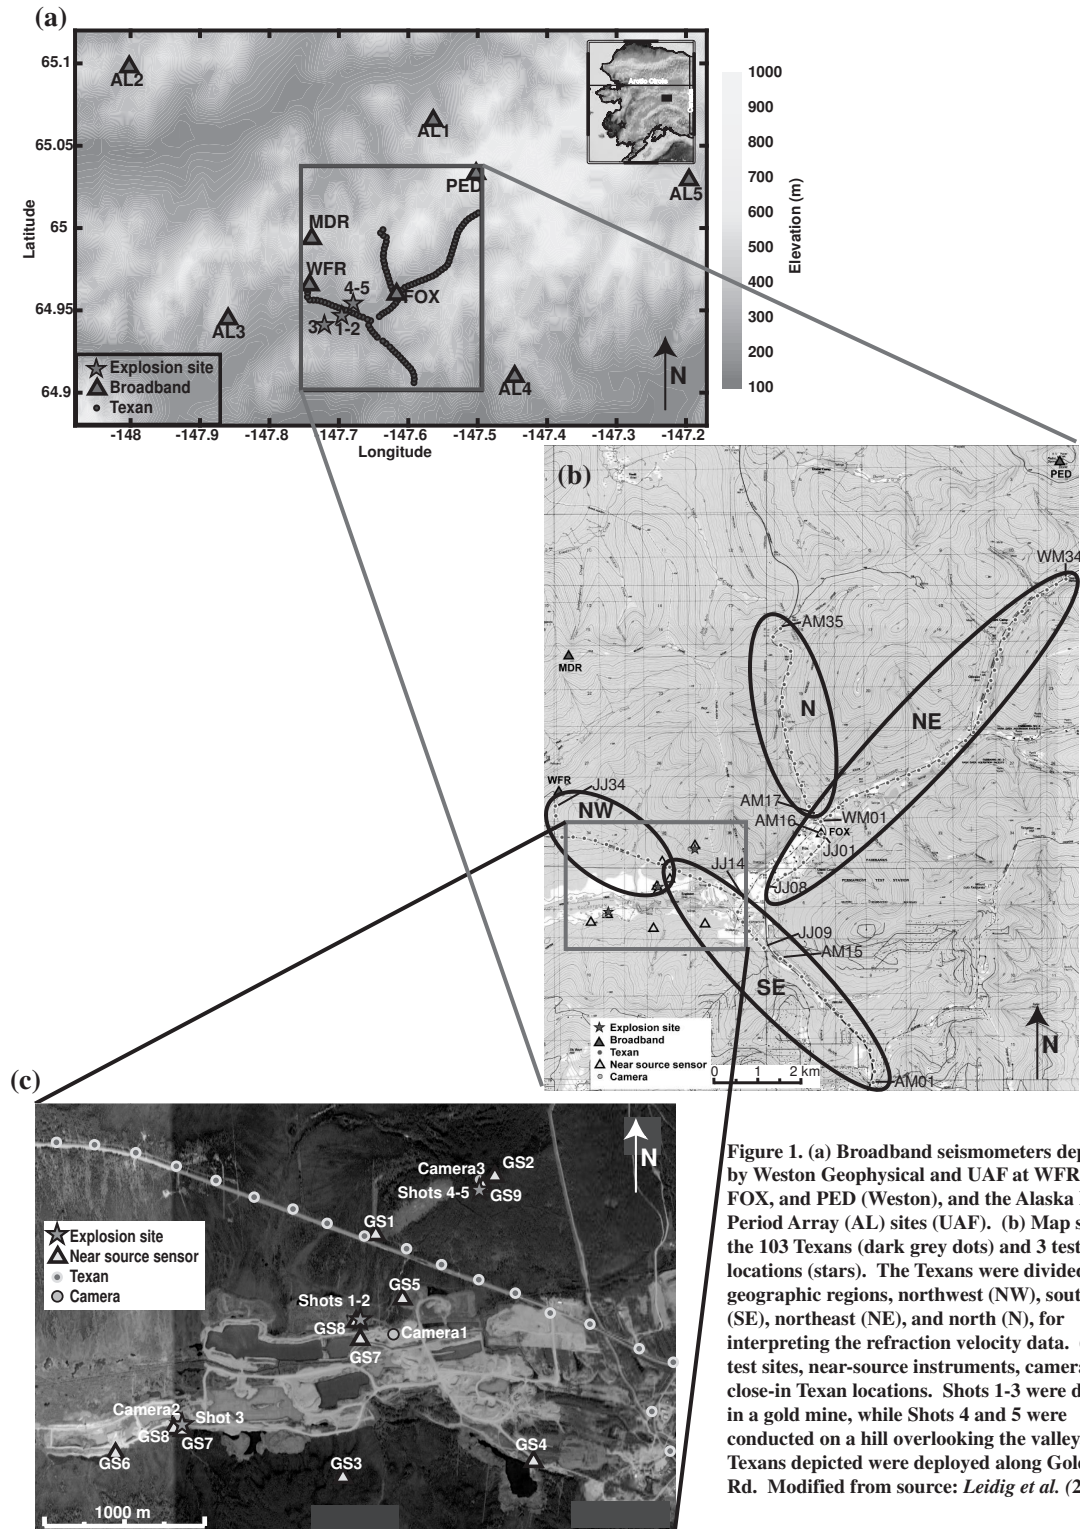 (a)
65.1
65.05
65
64.95
64.9
Latitude
AL2
AL1
PED
AL5
MDR
WFR
4-5
FOX
3
1-2
AL3
AL4
Arctic Circle
N
Explosion site
Broadband
Texan
-148
-147.9
-147.8
-147.7
-147.6
-147.5
-147.4
-147.3
-147.2
Longitude
1000
900
800
700
600
500
400
300
200
100
Elevation (m)
(b)
PED
WM34
AM35
MDR
N
NE
WFR
JJ34
NW
AM17
AM16
WM01
FOX
JJ01
JJ14
JJ08
JJ09
AM15
SE
AM01
Explosion site
Broadband
Texan
Near source sensor
Camera
0 1 2 km
N
(c)
N
Camera3
GS2
Shots 4-5
GS9
GS1
Explosion site
Near source sensor
Texan
Camera
GS5
Shots 1-2
GS8
Camera1
GS7
Camera2
Shot 3
GS8
GS7
GS6
GS3
GS4
1000 m
Figure 1. (a) Broadband seismometers dep
by Weston Geophysical and UAF at WFR
FOX, and PED (Weston), and the Alaska
Period Array (AL) sites (UAF). (b) Map s
the 103 Texans (dark grey dots) and 3 test
locations (stars). The Texans were divided
geographic regions, northwest (NW), sout
(SE), northeast (NE), and north (N), for
interpreting the refraction velocity data.
test sites, near-source instruments, camera
close-in Texan locations. Shots 1-3 were d
in a gold mine, while Shots 4 and 5 were
conducted on a hill overlooking the valley
Texans depicted were deployed along Gol
Rd. Modified from source: Leidig et al. (2